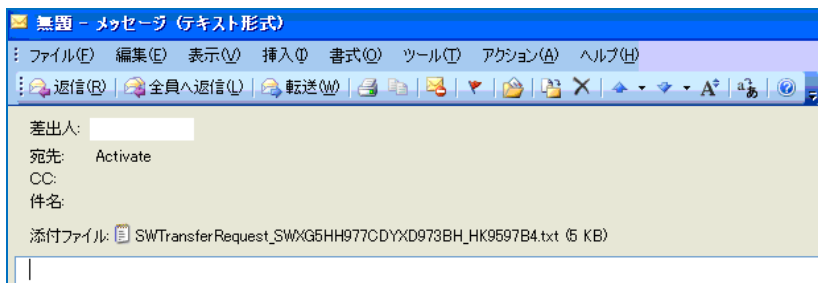 無題 - メッセージ (テキスト形式)
ファイル(F) 編集(E) 表示(V) 挿入(I) 書式(O) ツール(T) アクション(A) ヘルプ(H)
返信(R) 全員へ返信(L) 転送(W)
差出人:
宛先: Activate
CC:
件名:
添付ファイル: SWTransferRequest_SWXG5HH977CDYXD973BH_HK9597B4.txt (5 KB)